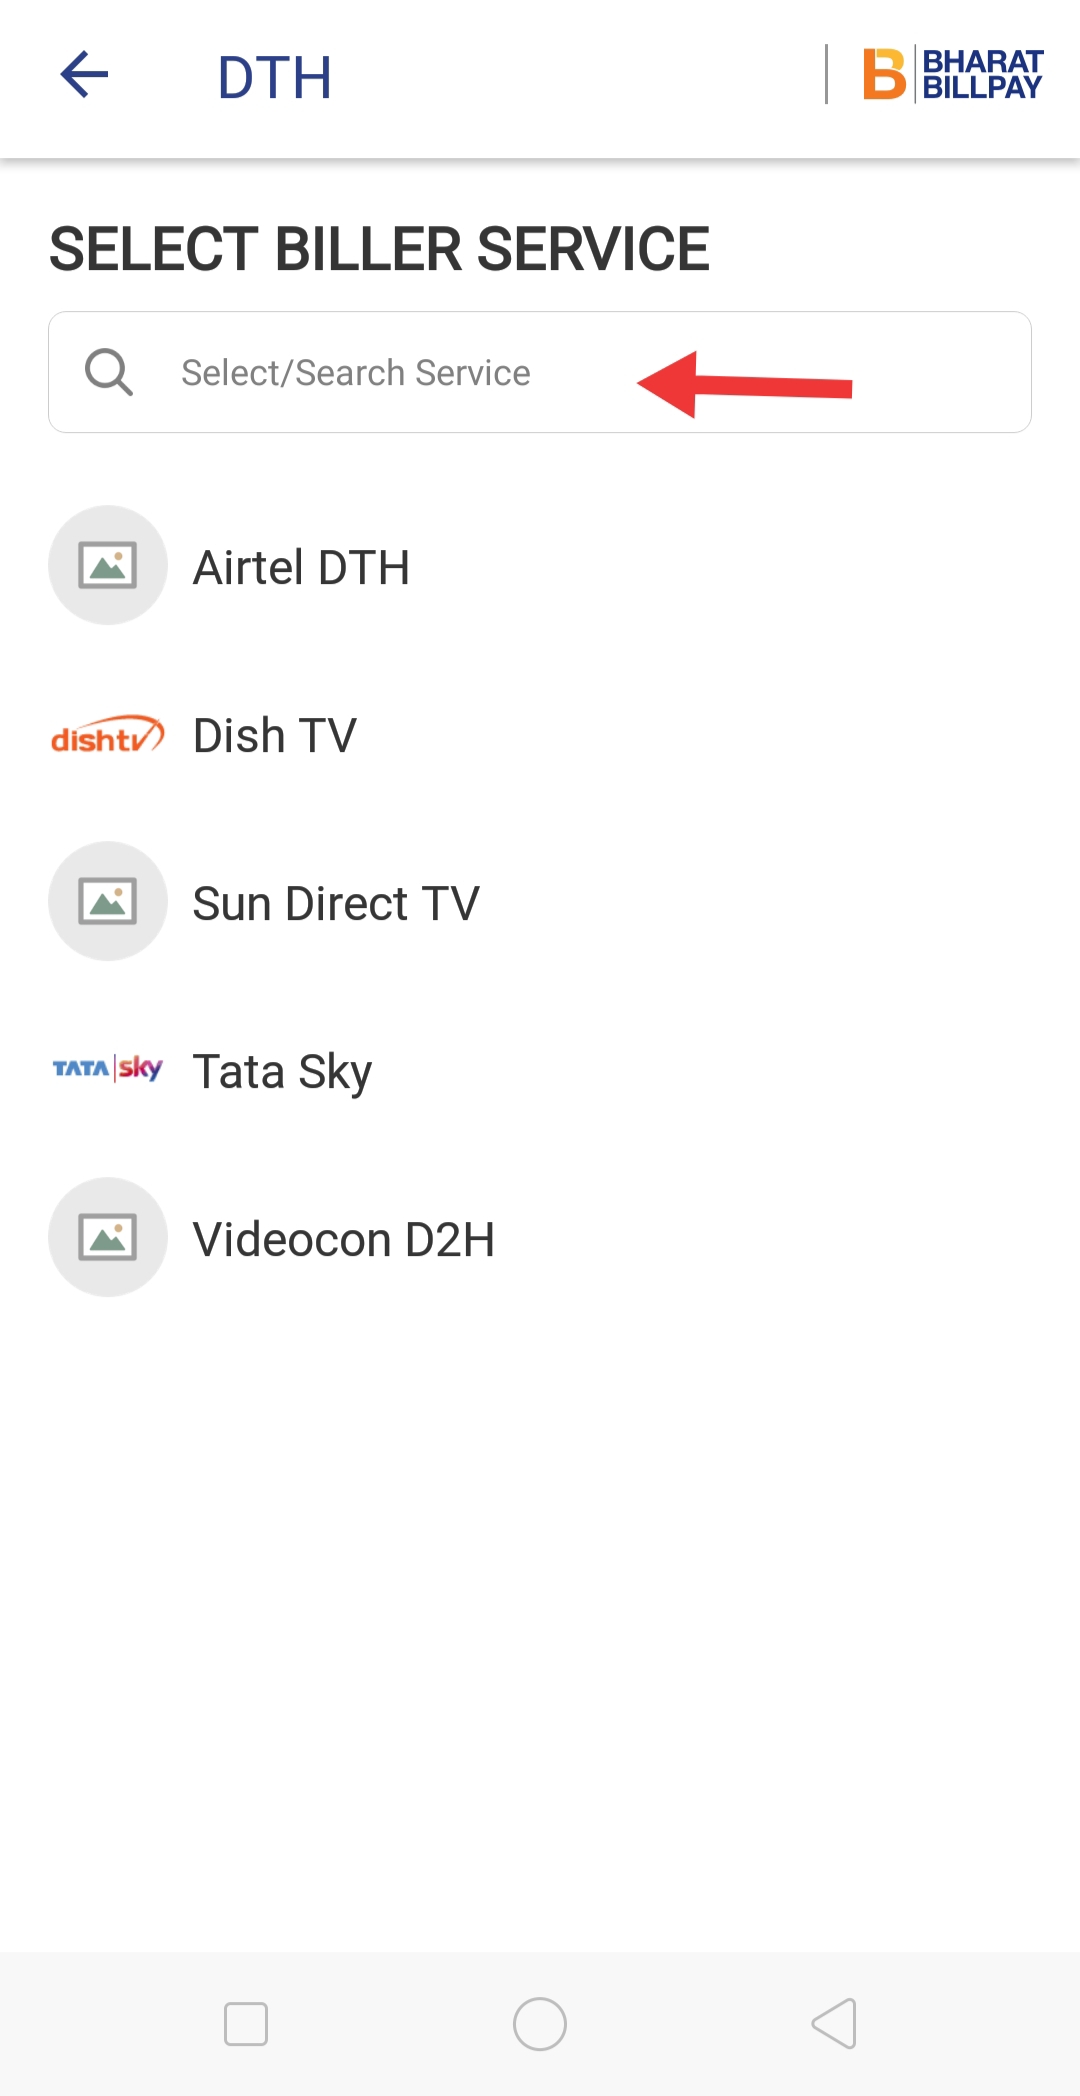 DTH
BHARAT
BILLPAY
SELECT BILLER SERVICE
Select/Search Service
Airtel DTH
dishtv Dish TV
Sun Direct TV
TATA sky Tata Sky
Videocon D2H